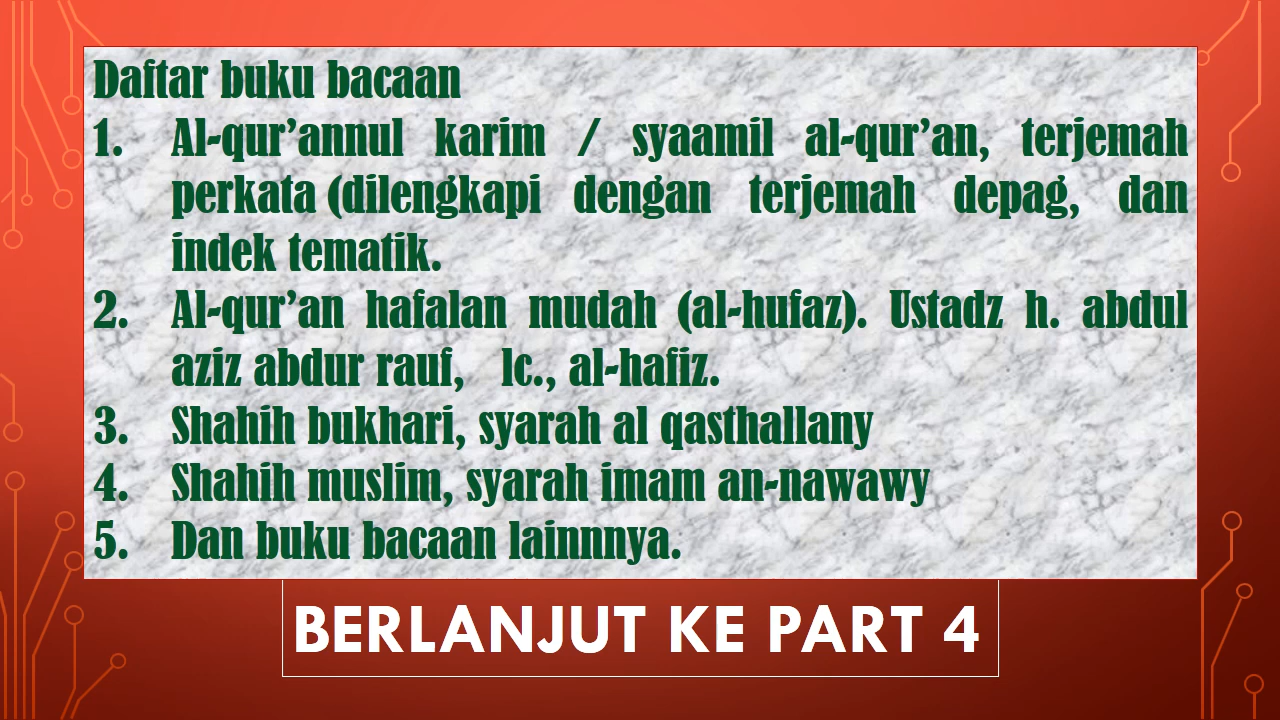 Daftar buku bacaan
1. Al-qur’annul karim / syaamil al-qur’an, terjemah
perkata (dilengkapi dengan terjemah depag, dan
indek tematik.
2. Al-qur’an hafalan mudah (al-hufaz). Ustadz h. abdul
aziz abdur rauf, lc., al-hafiz.
3. Shahih bukhari, syarah al qasthallany
4. Shahih muslim, syarah imam an-nawawy
5. Dan buku bacaan lainnnya.
BERLANJUT KE PART 4